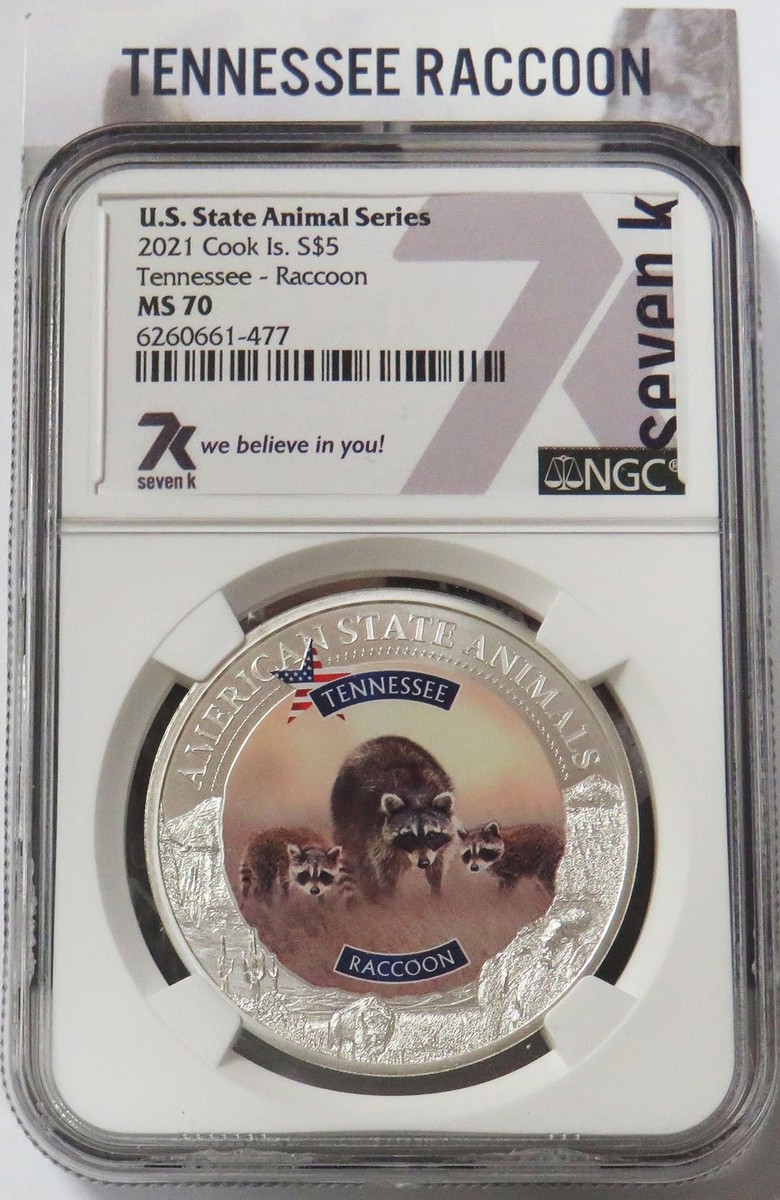 TENNESSEE RACCOON
U.S. State Animal Series
2021 Cook Is. S$5
Tennessee - Raccoon
MS 70
6260661-477
7k we believe in you!
seven k
7k
seven k
NGC®
AMERICAN STATE ANIMALS
TENNESSEE
RACCOON